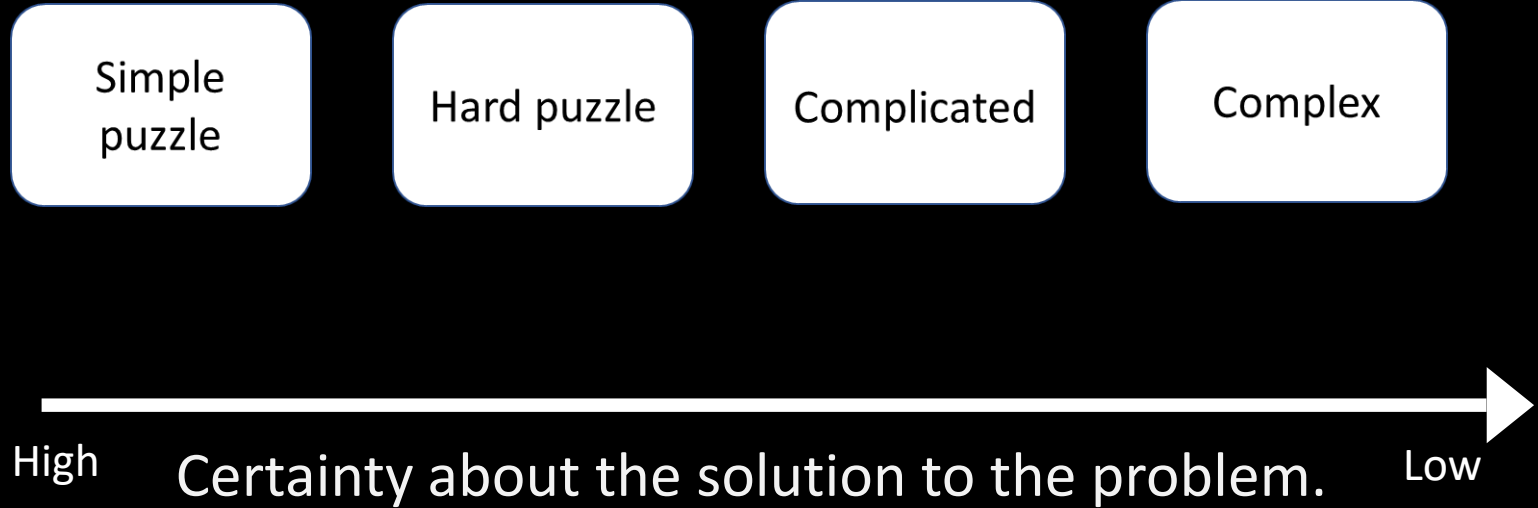 Simple
puzzle
Hard puzzle
Complicated
Complex
High
Certainty about the solution to the problem.
Low